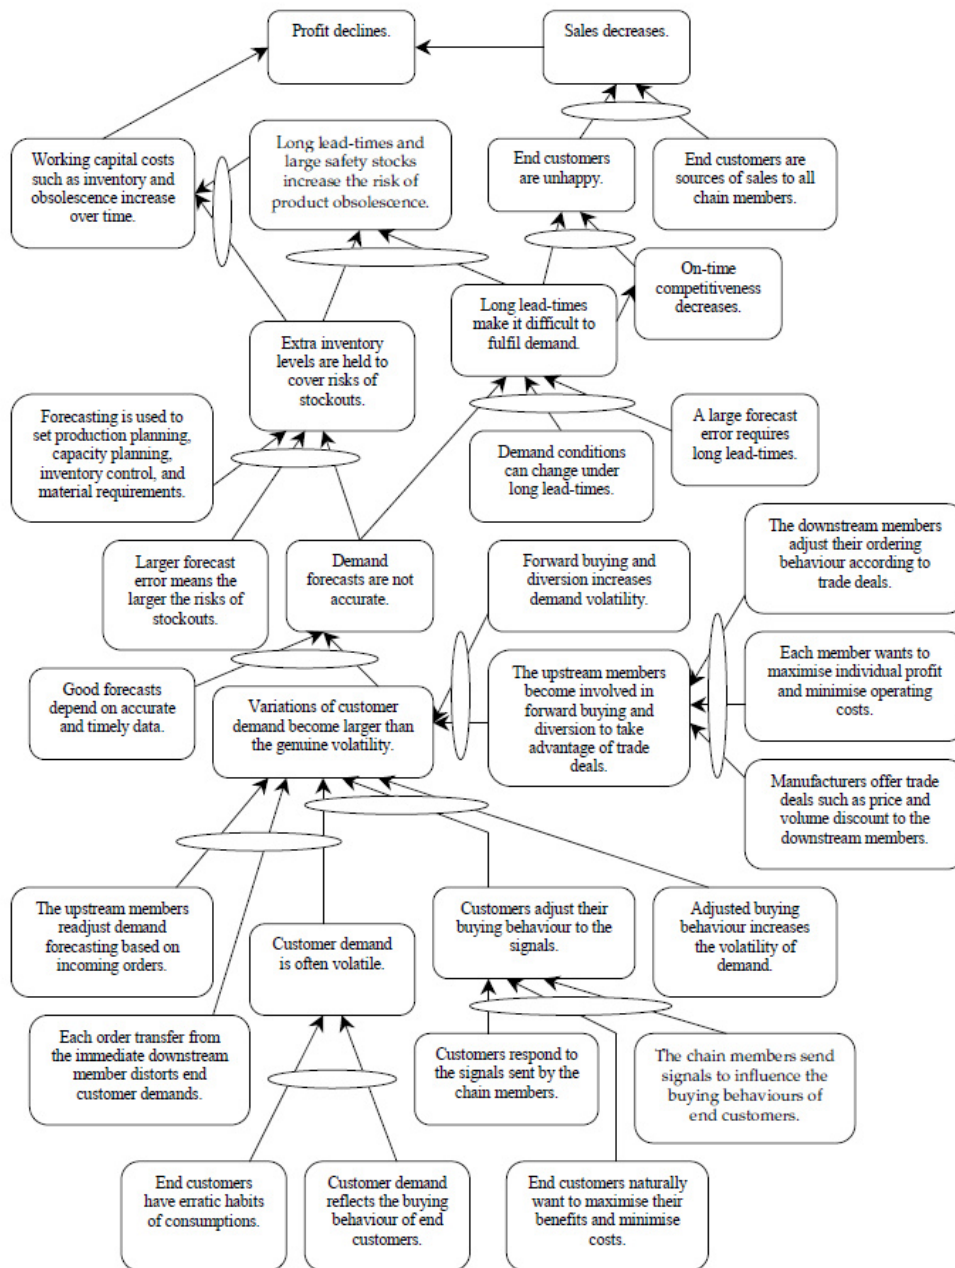 Profit declines.
Sales decreases.
Working capital costs
such as inventory and
obsolescence increase
over time.
Long lead-times and
large safety stocks
increase the risk of
product obsolescence.
End customers
are unhappy.
End customers are
sources of sales to all
chain members.
On-time
competitiveness
decreases.
Long lead-times
make it difficult to
fulfil demand.
Extra inventory
levels are held to
cover risks of
stockouts.
Forecasting is used to
set production planning,
capacity planning,
inventory control, and
material requirements.
Demand conditions
can change under
long lead-times.
A large forecast
error requires
long lead-times.
Larger forecast
error means the
larger the risks of
stockouts.
Demand
forecasts are not
accurate.
Forward buying and
diversion increases
demand volatility.
The downstream members
adjust their ordering
behaviour according to
trade deals.
Good forecasts
depend on accurate
and timely data.
Variations of customer
demand become larger than
the genuine volatility.
The upstream members
become involved in
forward buying and
diversion to take
advantage of trade
deals.
Each member wants to
maximise individual profit
and minimise operating
costs.
Manufacturers offer trade
deals such as price and
volume discount to the
downstream members.
The upstream members
readjust demand
forecasting based on
incoming orders.
Customer demand
is often volatile.
Customers adjust their
buying behaviour to the
signals.
Adjusted buying
behaviour increases
the volatility of
demand.
Each order transfer from
the immediate downstream
member distorts end
customer demands.
Customers respond to
the signals sent by the
chain members.
The chain members send
signals to influence the
buying behaviours of
end customers.
End customers
have erratic habits
of consumptions.
Customer demand
reflects the buying
behaviour of end
customers.
End customers naturally
want to maximise their
benefits and minimise
costs.